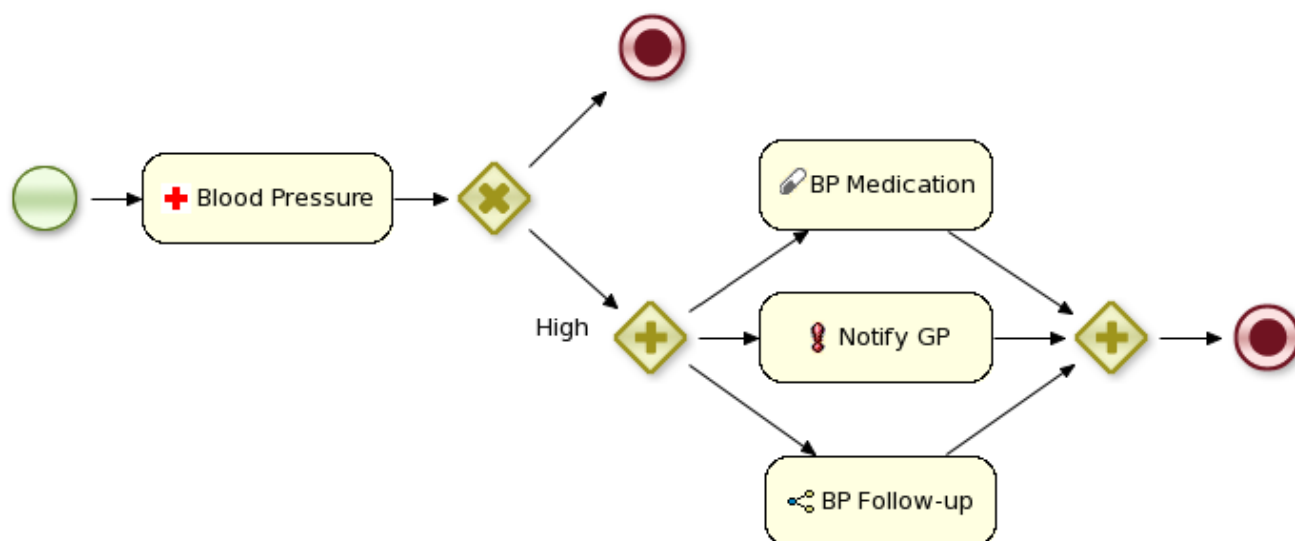 Blood Pressure
BP Medication
High
Notify GP
BP Follow-up